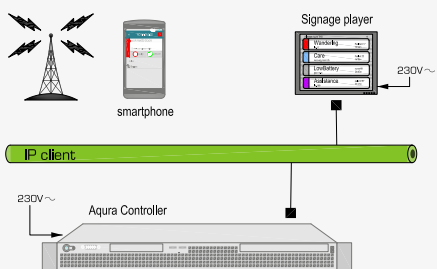 Signage player
Wandering
Care
LowBattery
Assistance
230V~
smartphone
IP client
230V~
Aqura Controller